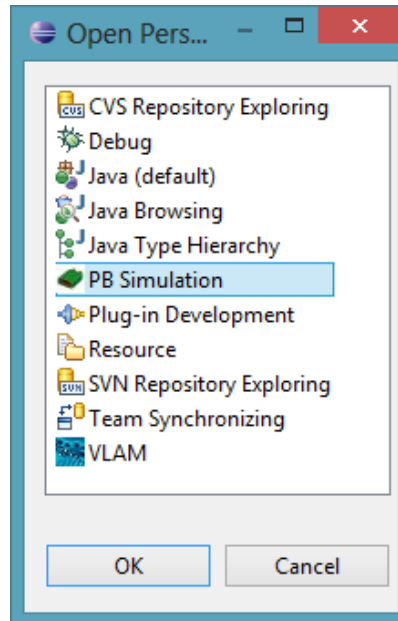 Open Pers...
CVS Repository Exploring
Debug
Java (default)
Java Browsing
Java Type Hierarchy
PB Simulation
Plug-in Development
Resource
SVN Repository Exploring
Team Synchronizing
VLAM
OK Cancel